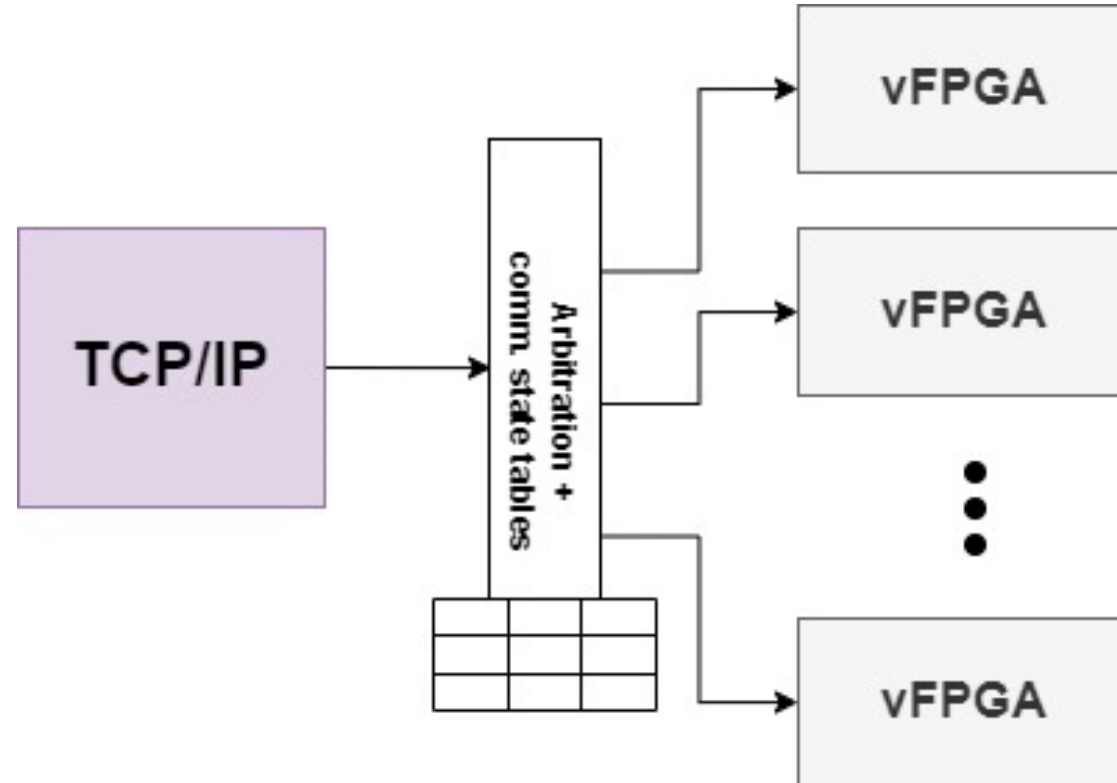 TCP/IP
Arbitration +
comm. state tables
vFPGA
vFPGA
vFPGA